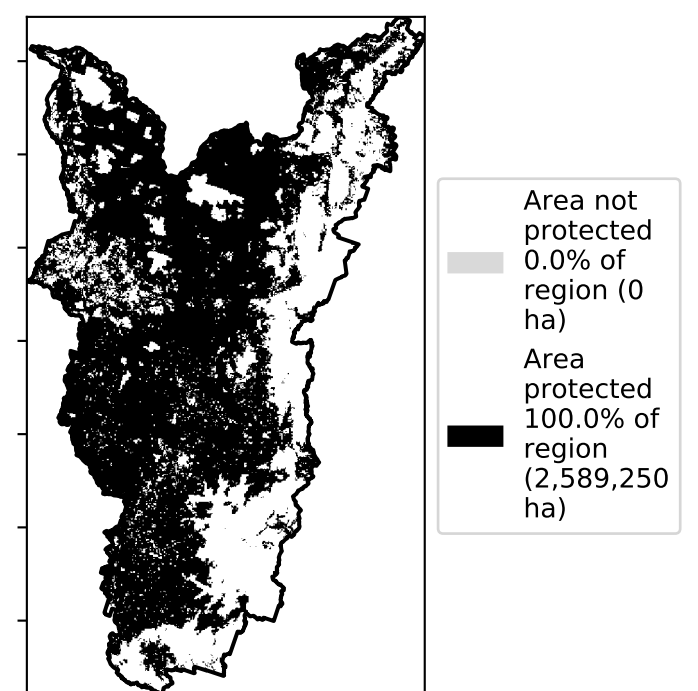 Area not
protected
0.0% of
region (0
ha)
Area
protected
100.0% of
region
(2,589,250
ha)